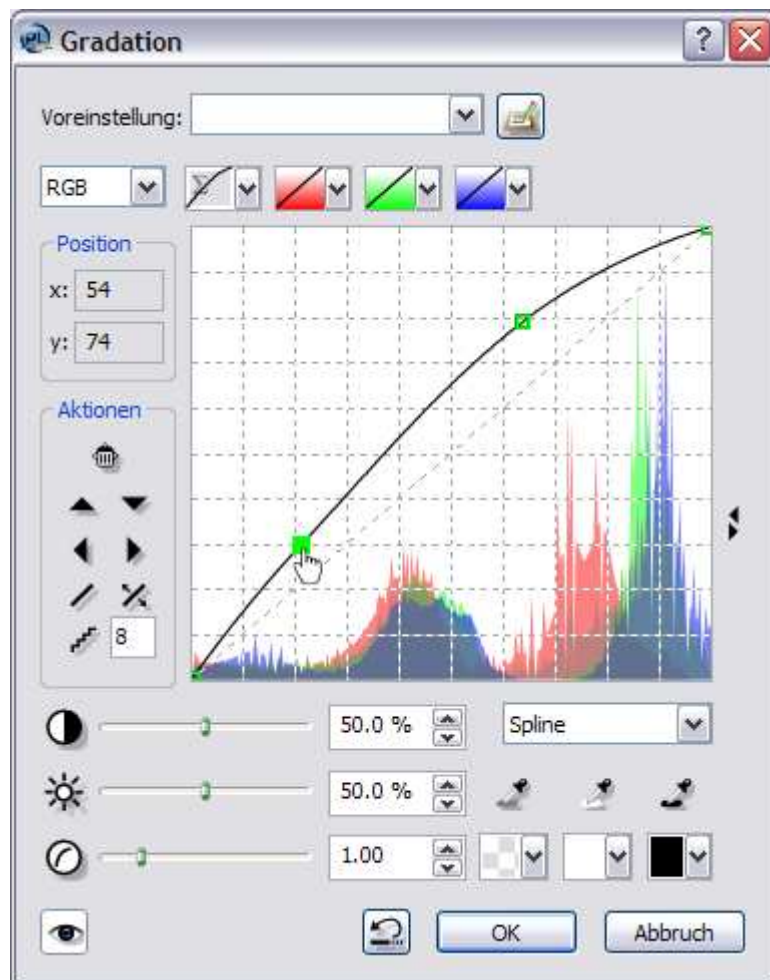 Gradation
Voreinstellung:
RGB
Σ
Position
x: 54
y: 74
Aktionen
8
50.0 %
Spline
50.0 %
1.00
OK
Abbruch